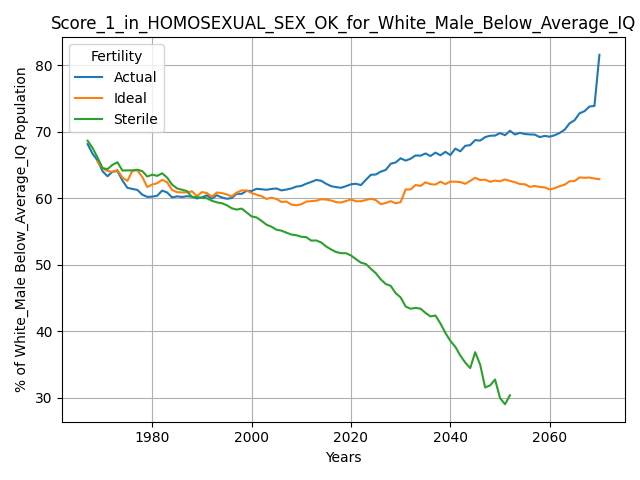 Score_1_in_HOMOSEXUAL_SEX_OK_for_White_Male_Below_Average_IQ
Fertility
Actual
Ideal
Sterile
% of White_Male Below_Average_IQ Population
80
70
60
50
40
30
1980
2000
2020
2040
2060
Years